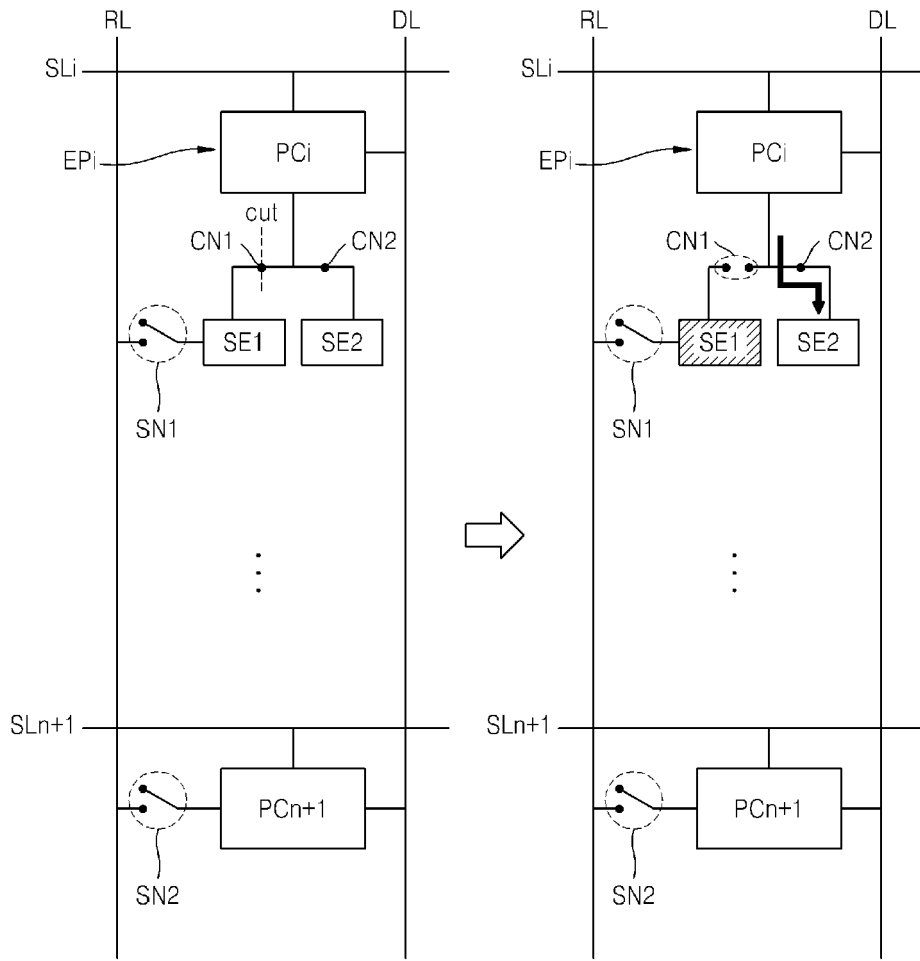 RL DL
SLi
PCi
EPi
cut
CN1 CN2
SE1 SE2
SN1
SLn+1
PCn+1
SN2
RL DL
SLi
PCi
EPi
CN1 CN2
SE1 SE2
SN1
SLn+1
PCn+1
SN2